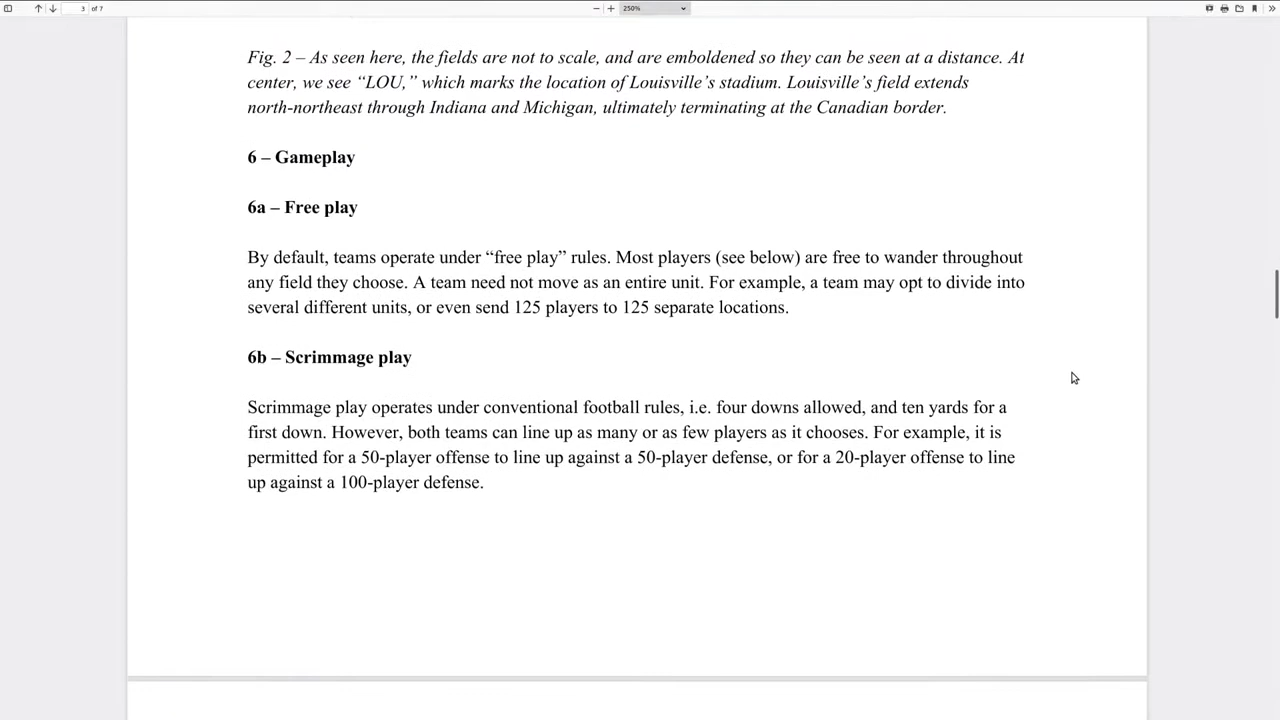 3 of 7
250%
Fig. 2 – As seen here, the fields are not to scale, and are emboldened so they can be seen at a distance. At
center, we see “LOU,” which marks the location of Louisville’s stadium. Louisville’s field extends
north-northeast through Indiana and Michigan, ultimately terminating at the Canadian border.
6 – Gameplay
6a – Free play
By default, teams operate under “free play” rules. Most players (see below) are free to wander throughout
any field they choose. A team need not move as an entire unit. For example, a team may opt to divide into
several different units, or even send 125 players to 125 separate locations.
6b – Scrimmage play
Scrimmage play operates under conventional football rules, i.e. four downs allowed, and ten yards for a
first down. However, both teams can line up as many or as few players as it chooses. For example, it is
permitted for a 50-player offense to line up against a 50-player defense, or for a 20-player offense to line
up against a 100-player defense.